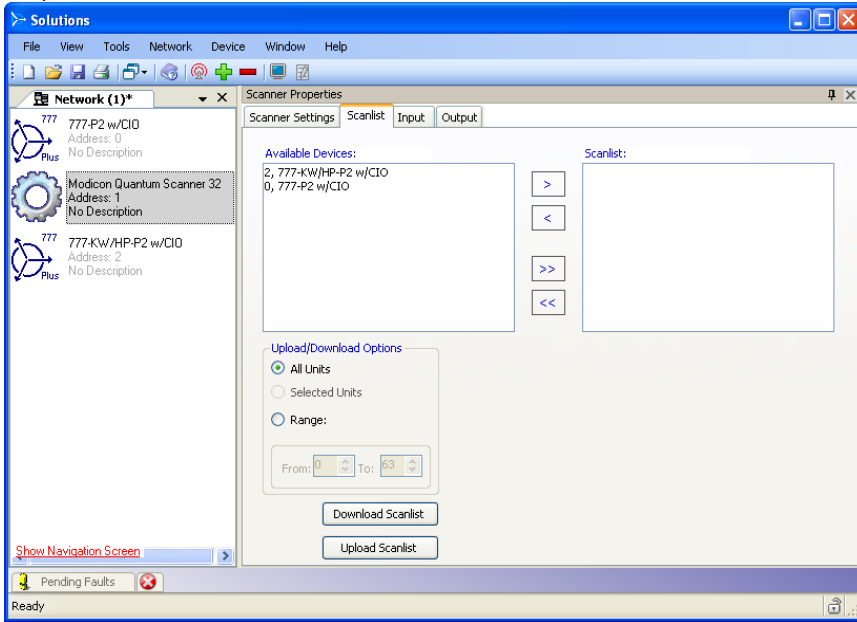 Solutions
File View Tools Network Device Window Help
Network (1)*
777
Plus
777-P2 w/CIO
Address: 0
No Description
Modicon Quantum Scanner 32
Address: 1
No Description
777
Plus
777-KW/HP-P2 w/CIO
Address: 2
No Description
Show Navigation Screen
Scanner Properties
Scanner Settings Scanlist Input Output
Available Devices: Scanlist:
2, 777-KW/HP-P2 w/CIO
0, 777-P2 w/CIO
>
<
>>
<<
Upload/Download Options
All Units
Selected Units
Range:
From: 0 To: 63
Download Scanlist
Upload Scanlist
Pending Faults
Ready